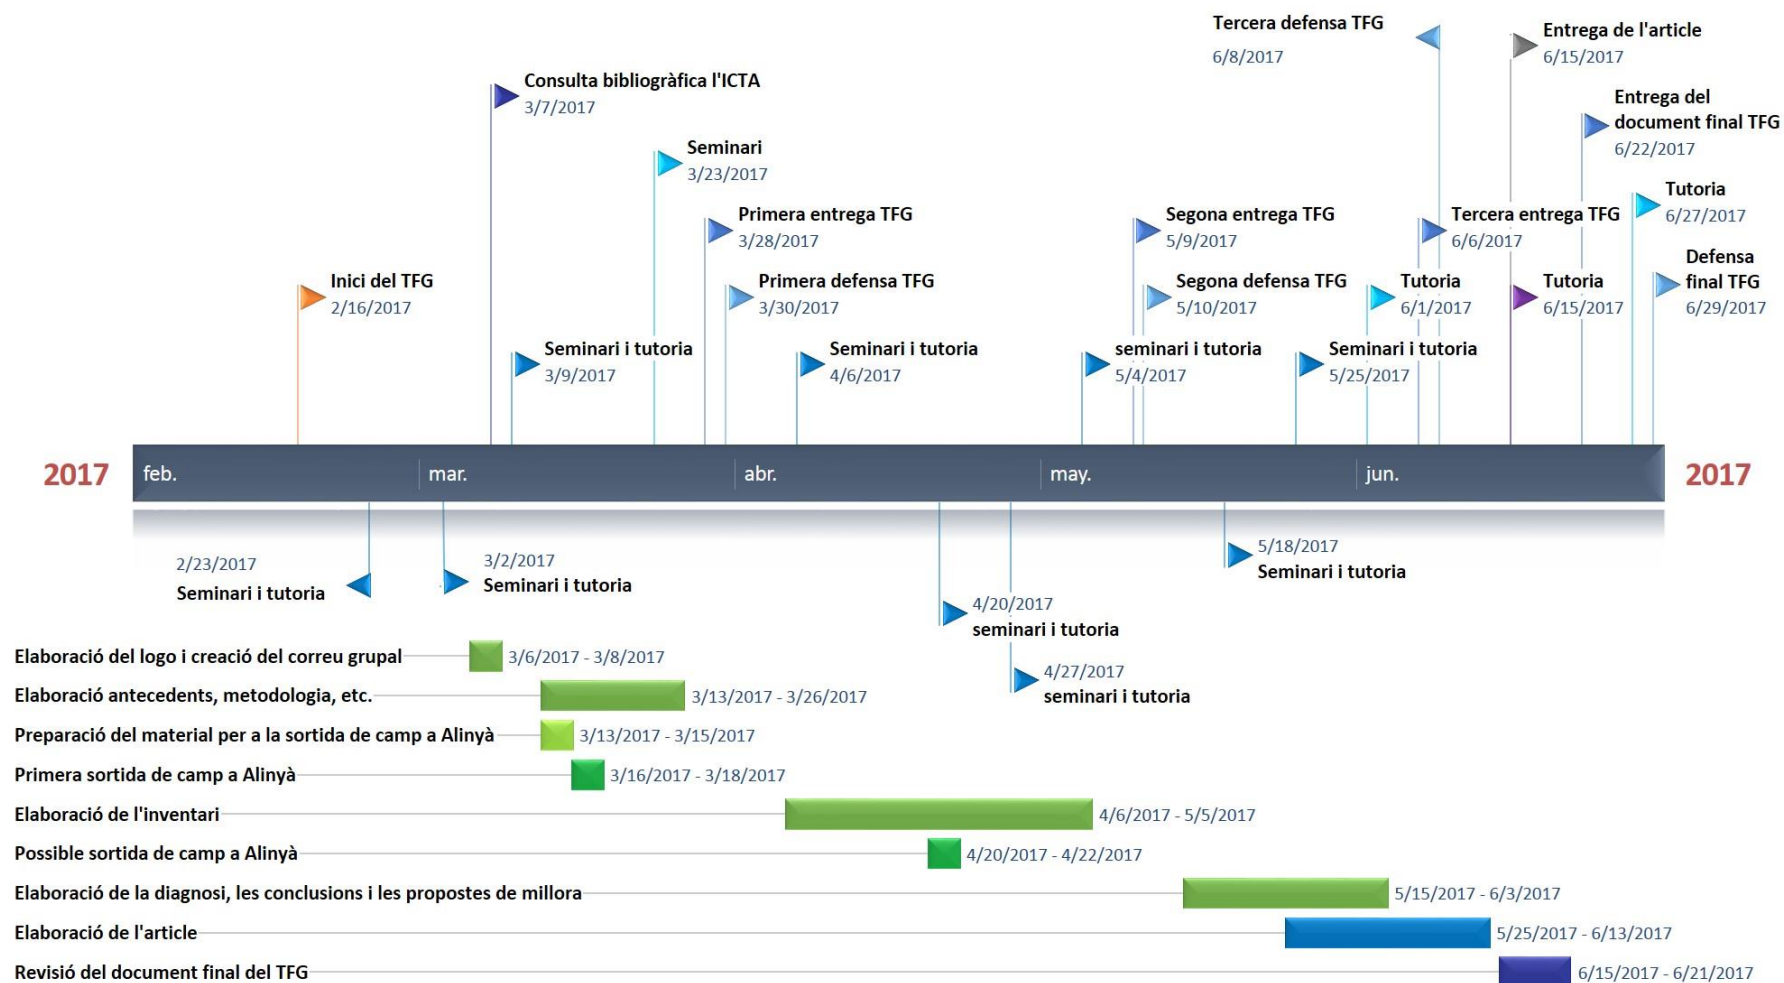 Tercera defensa TFG
6/8/2017
Entrega de l'article
6/15/2017
Consulta bibliogràfica l'ICTA
3/7/2017
Entrega del
document final TFG
6/22/2017
Seminari
3/23/2017
Tutoria
6/27/2017
Primera entrega TFG
3/28/2017
Segona entrega TFG
5/9/2017
Tercera entrega TFG
6/6/2017
Defensa
final TFG
6/29/2017
Inici del TFG
2/16/2017
Primera defensa TFG
3/30/2017
Segona defensa TFG
5/10/2017
Tutoria
6/1/2017
Tutoria
6/15/2017
Seminari i tutoria
3/9/2017
Seminari i tutoria
4/6/2017
seminari i tutoria
5/4/2017
Seminari i tutoria
5/25/2017
2017
feb.
mar.
abr.
may.
jun.
2017
2/23/2017
Seminari i tutoria
3/2/2017
Seminari i tutoria
5/18/2017
Seminari i tutoria
4/20/2017
seminari i tutoria
4/27/2017
seminari i tutoria
Elaboració del logo i creació del correu grupal
3/6/2017 - 3/8/2017
Elaboració antecedents, metodologia, etc.
3/13/2017 - 3/26/2017
Preparació del material per a la sortida de camp a Alinyà
3/13/2017 - 3/15/2017
Primera sortida de camp a Alinyà
3/16/2017 - 3/18/2017
Elaboració de l'inventari
4/6/2017 - 5/5/2017
Possible sortida de camp a Alinyà
4/20/2017 - 4/22/2017
Elaboració de la diagnosi, les conclusions i les propostes de millora
5/15/2017 - 6/3/2017
Elaboració de l'article
5/25/2017 - 6/13/2017
Revisió del document final del TFG
6/15/2017 - 6/21/2017